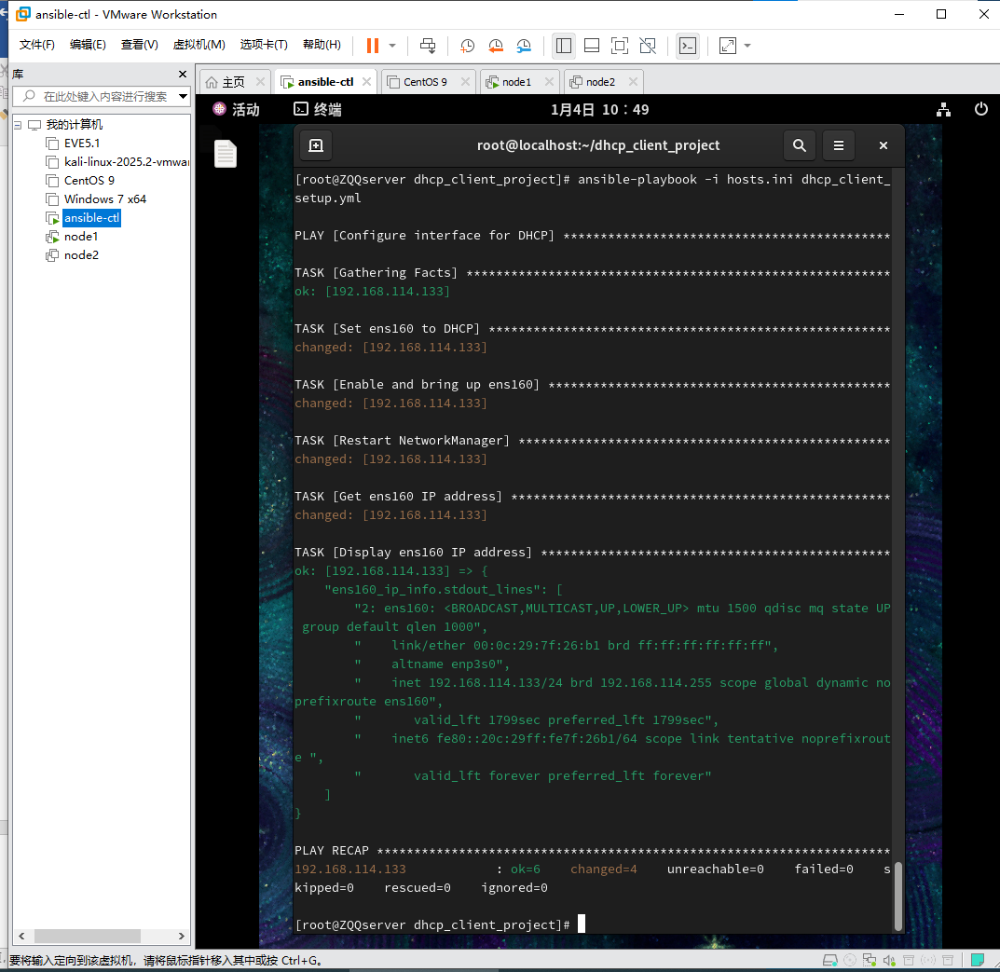 ansible-ctl - VMware Workstation
文件(F) 编辑(E) 查看(V) 虚拟机(M) 选项卡(T) 帮助(H)
库
在此处键入内容进行搜索
我的计算机
EVE5.1
kali-linux-2025.2-vmwar
CentOS 9
Windows 7 x64
ansible-ctl
node1
node2
主页 ansible-ctl CentOS 9 node1 node2
活动 终端 1月4日 10：49
root@localhost:~/dhcp_client_project
[root@ZQQserver dhcp_client_project]# ansible-playbook -i hosts.ini dhcp_client_
setup.yml
PLAY [Configure interface for DHCP] ********************************************
TASK [Gathering Facts] *********************************************************
ok: [192.168.114.133]
TASK [Set ens160 to DHCP] ******************************************************
changed: [192.168.114.133]
TASK [Enable and bring up ens160] **********************************************
changed: [192.168.114.133]
TASK [Restart NetworkManager] **************************************************
changed: [192.168.114.133]
TASK [Get ens160 IP address] ***************************************************
changed: [192.168.114.133]
TASK [Display ens160 IP address] ***********************************************
ok: [192.168.114.133] => {
    "ens160_ip_info.stdout_lines": [
        "2: ens160: <BROADCAST,MULTICAST,UP,LOWER_UP> mtu 1500 qdisc mq state UP
 group default qlen 1000",
        "    link/ether 00:0c:29:7f:26:b1 brd ff:ff:ff:ff:ff:ff",
        "    altname enp3s0",
        "    inet 192.168.114.133/24 brd 192.168.114.255 scope global dynamic no
prefixroute ens160",
        "       valid_lft 1799sec preferred_lft 1799sec",
        "    inet6 fe80::20c:29ff:fe7f:26b1/64 scope link tentative noprefixrout
e ",
        "       valid_lft forever preferred_lft forever"
    ]
}
PLAY RECAP *********************************************************************
192.168.114.133            : ok=6    changed=4    unreachable=0    failed=0    s
kipped=0    rescued=0    ignored=0
[root@ZQQserver dhcp_client_project]#
要将输入定向到该虚拟机，请将鼠标指针移入其中或按 Ctrl+G。